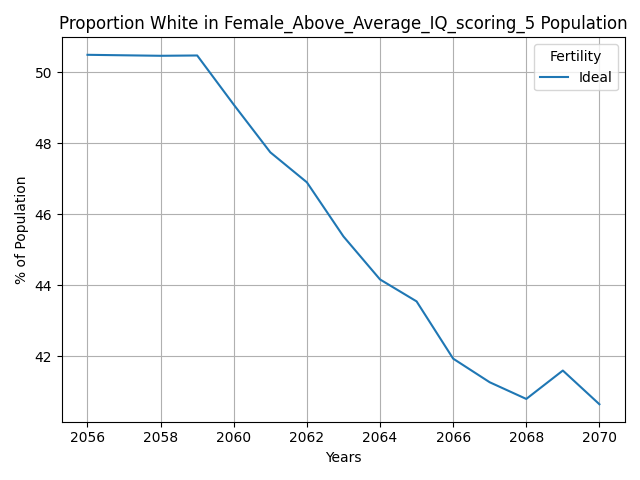 Proportion White in Female_Above_Average_IQ_scoring_5 Population
Fertility
Ideal
% of Population
50
48
46
44
42
2056 2058 2060 2062 2064 2066 2068 2070
Years